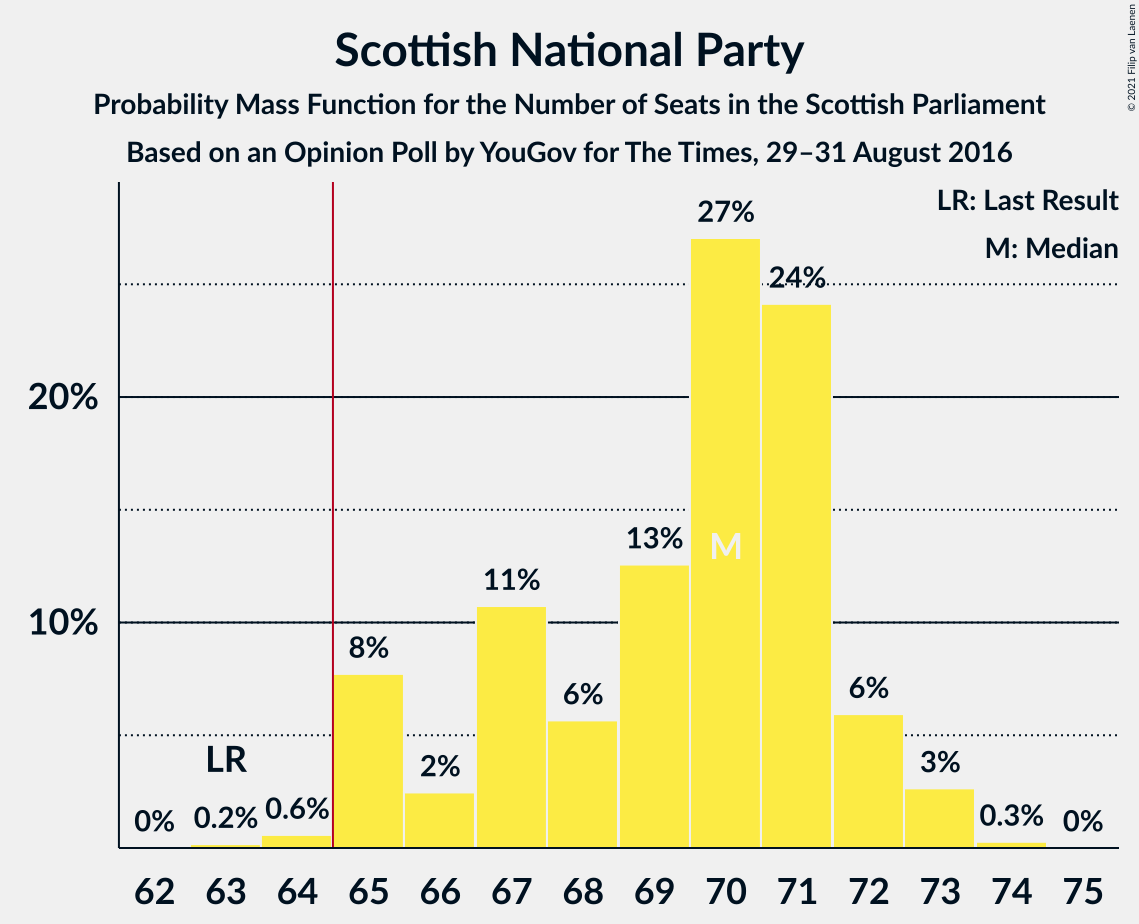 Scottish National Party
Probability Mass Function for the Number of Seats in the Scottish Parliament
Based on an Opinion Poll by YouGov for The Times, 29–31 August 2016
© 2021 Filip van Laenen
LR: Last Result
M: Median
27%
24%
20%
13%
M
11%
10%
8%
6%
6%
LR
2%
3%
0%
0.2%
0.6%
0.3%
0%
62 63 64 65 66 67 68 69 70 71 72 73 74 75